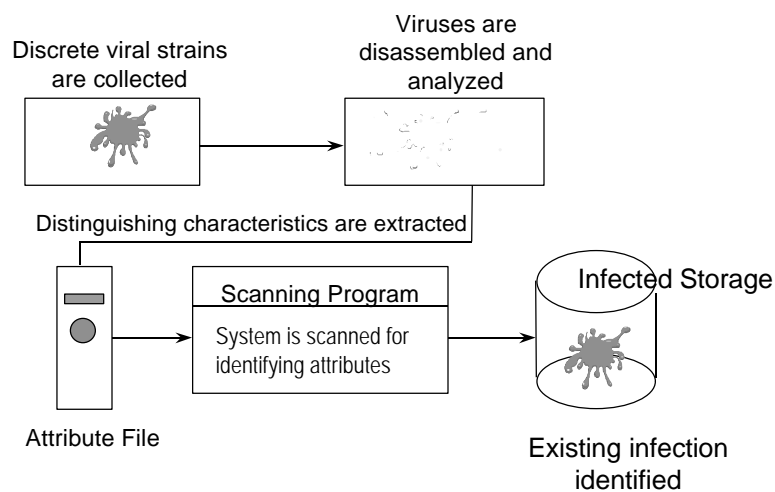 Discrete viral strains
are collected
Viruses are
disassembled and
analyzed
Distinguishing characteristics are extracted
Scanning Program
System is scanned for
identifying attributes
Infected Storage
Attribute File
Existing infection
identified